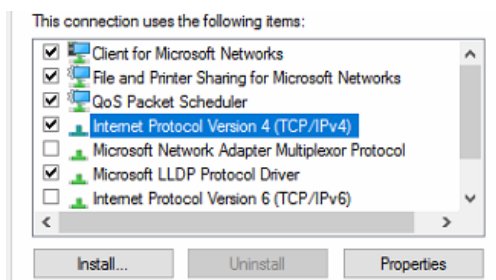 This connection uses the following items:
Client for Microsoft Networks
File and Printer Sharing for Microsoft Networks
QoS Packet Scheduler
Internet Protocol Version 4 (TCP/IPv4)
Microsoft Network Adapter Multiplexor Protocol
Microsoft LLDP Protocol Driver
Internet Protocol Version 6 (TCP/IPv6)
Install... Uninstall Properties